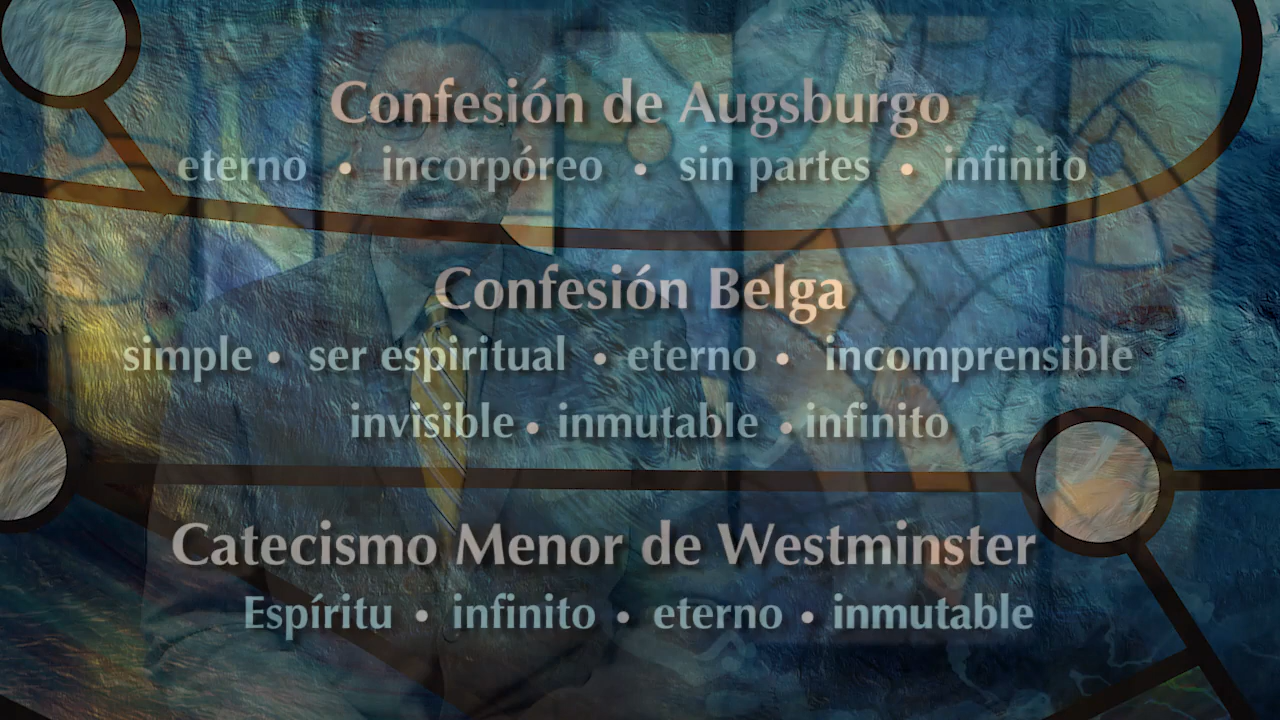 Confesión de Augsburgo
eterno • incorpóreo • sin partes • infinito
Confesión Belga
simple • ser espiritual • eterno • incomprensible
invisible • inmutable • infinito
Catecismo Menor de Westminster
Espíritu • infinito • eterno • inmutable